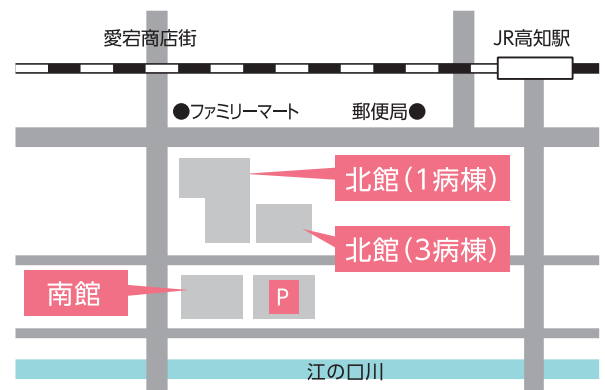 愛宕商店街
JR高知駅
●ファミリーマート
郵便局●
北館(1病棟)
北館(3病棟)
南館
P
江の口川